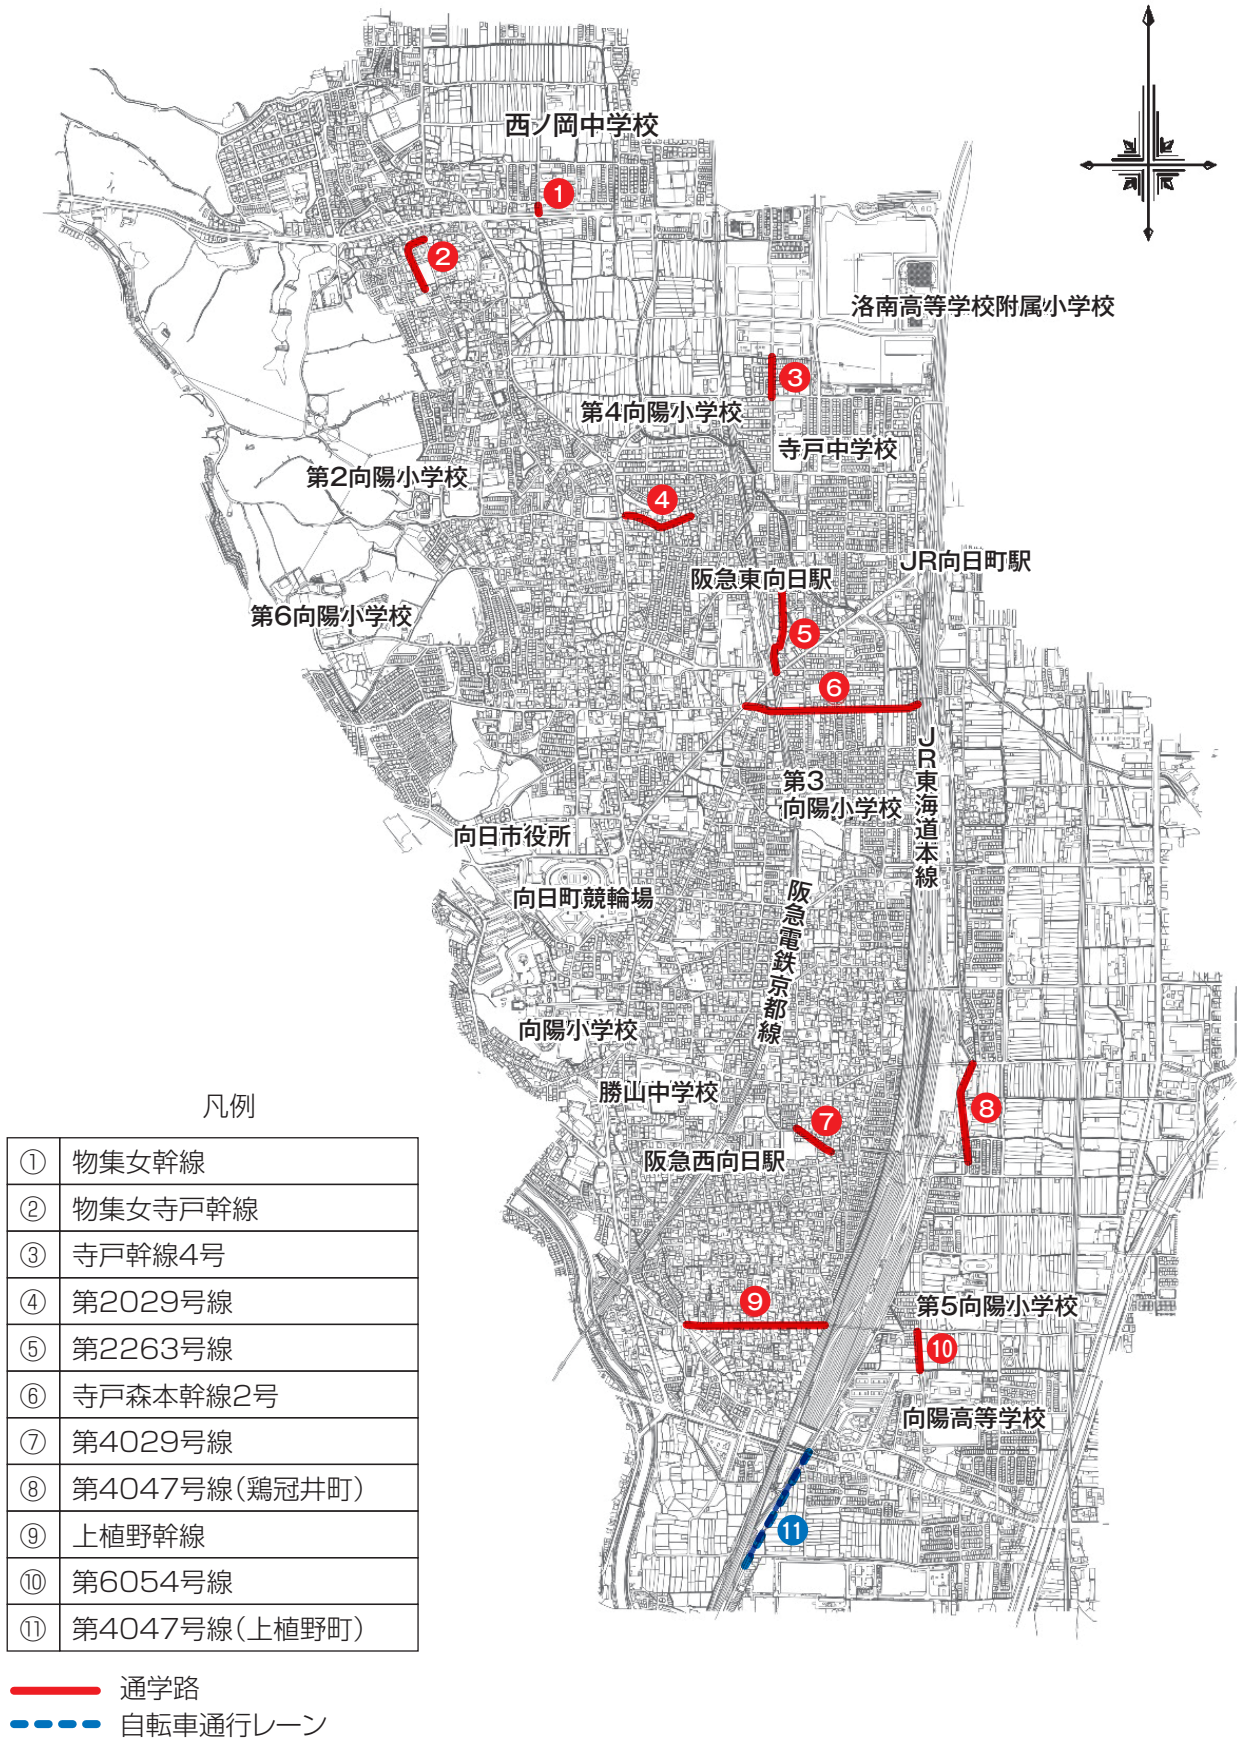 西ノ岡中学校
①
②
洛南高等学校附属小学校
③
第4向陽小学校
寺戸中学校
第2向陽小学校
④
JR向日町駅
阪急東向日駅
第6向陽小学校
⑤
⑥
JR東海道本線
第3
向陽小学校
向日市役所
向日町競輪場
阪急電鉄京都線
向陽小学校
勝山中学校
⑦
⑧
阪急西向日駅
⑨
第5向陽小学校
⑩
向陽高等学校
⑪
凡例
① 物集女幹線
② 物集女寺戸幹線
③ 寺戸幹線4号
④ 第2029号線
⑤ 第2263号線
⑥ 寺戸森本幹線2号
⑦ 第4029号線
⑧ 第4047号線(鶏冠井町)
⑨ 上植野幹線
⑩ 第6054号線
⑪ 第4047号線(上植野町)
通学路
自転車通行レーン